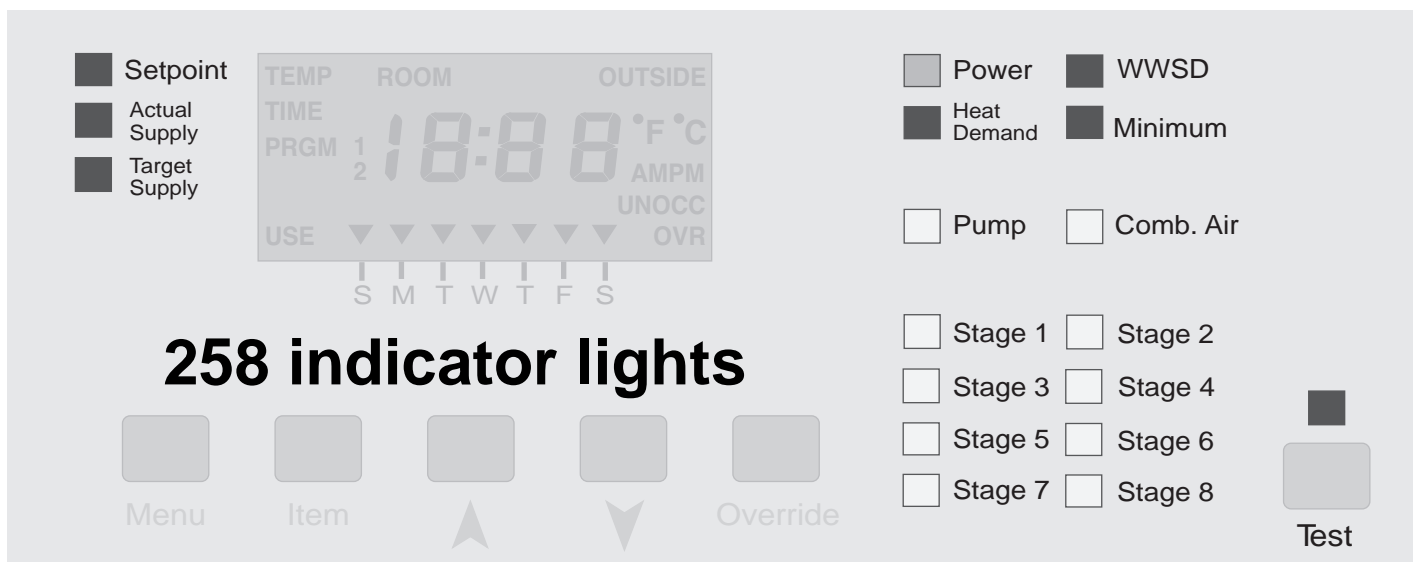 Setpoint
Actual
Supply
Target
Supply
TEMP ROOM OUTSIDE
TIME
PRGM 1 18:88 °F °C
2 AMPM
UNOCC
USE OVR
S M T W T F S
258 indicator lights
Menu Item Override
Power WWSD
Heat
Demand
Minimum
Pump Comb. Air
Stage 1 Stage 2
Stage 3 Stage 4
Stage 5 Stage 6
Stage 7 Stage 8
Test